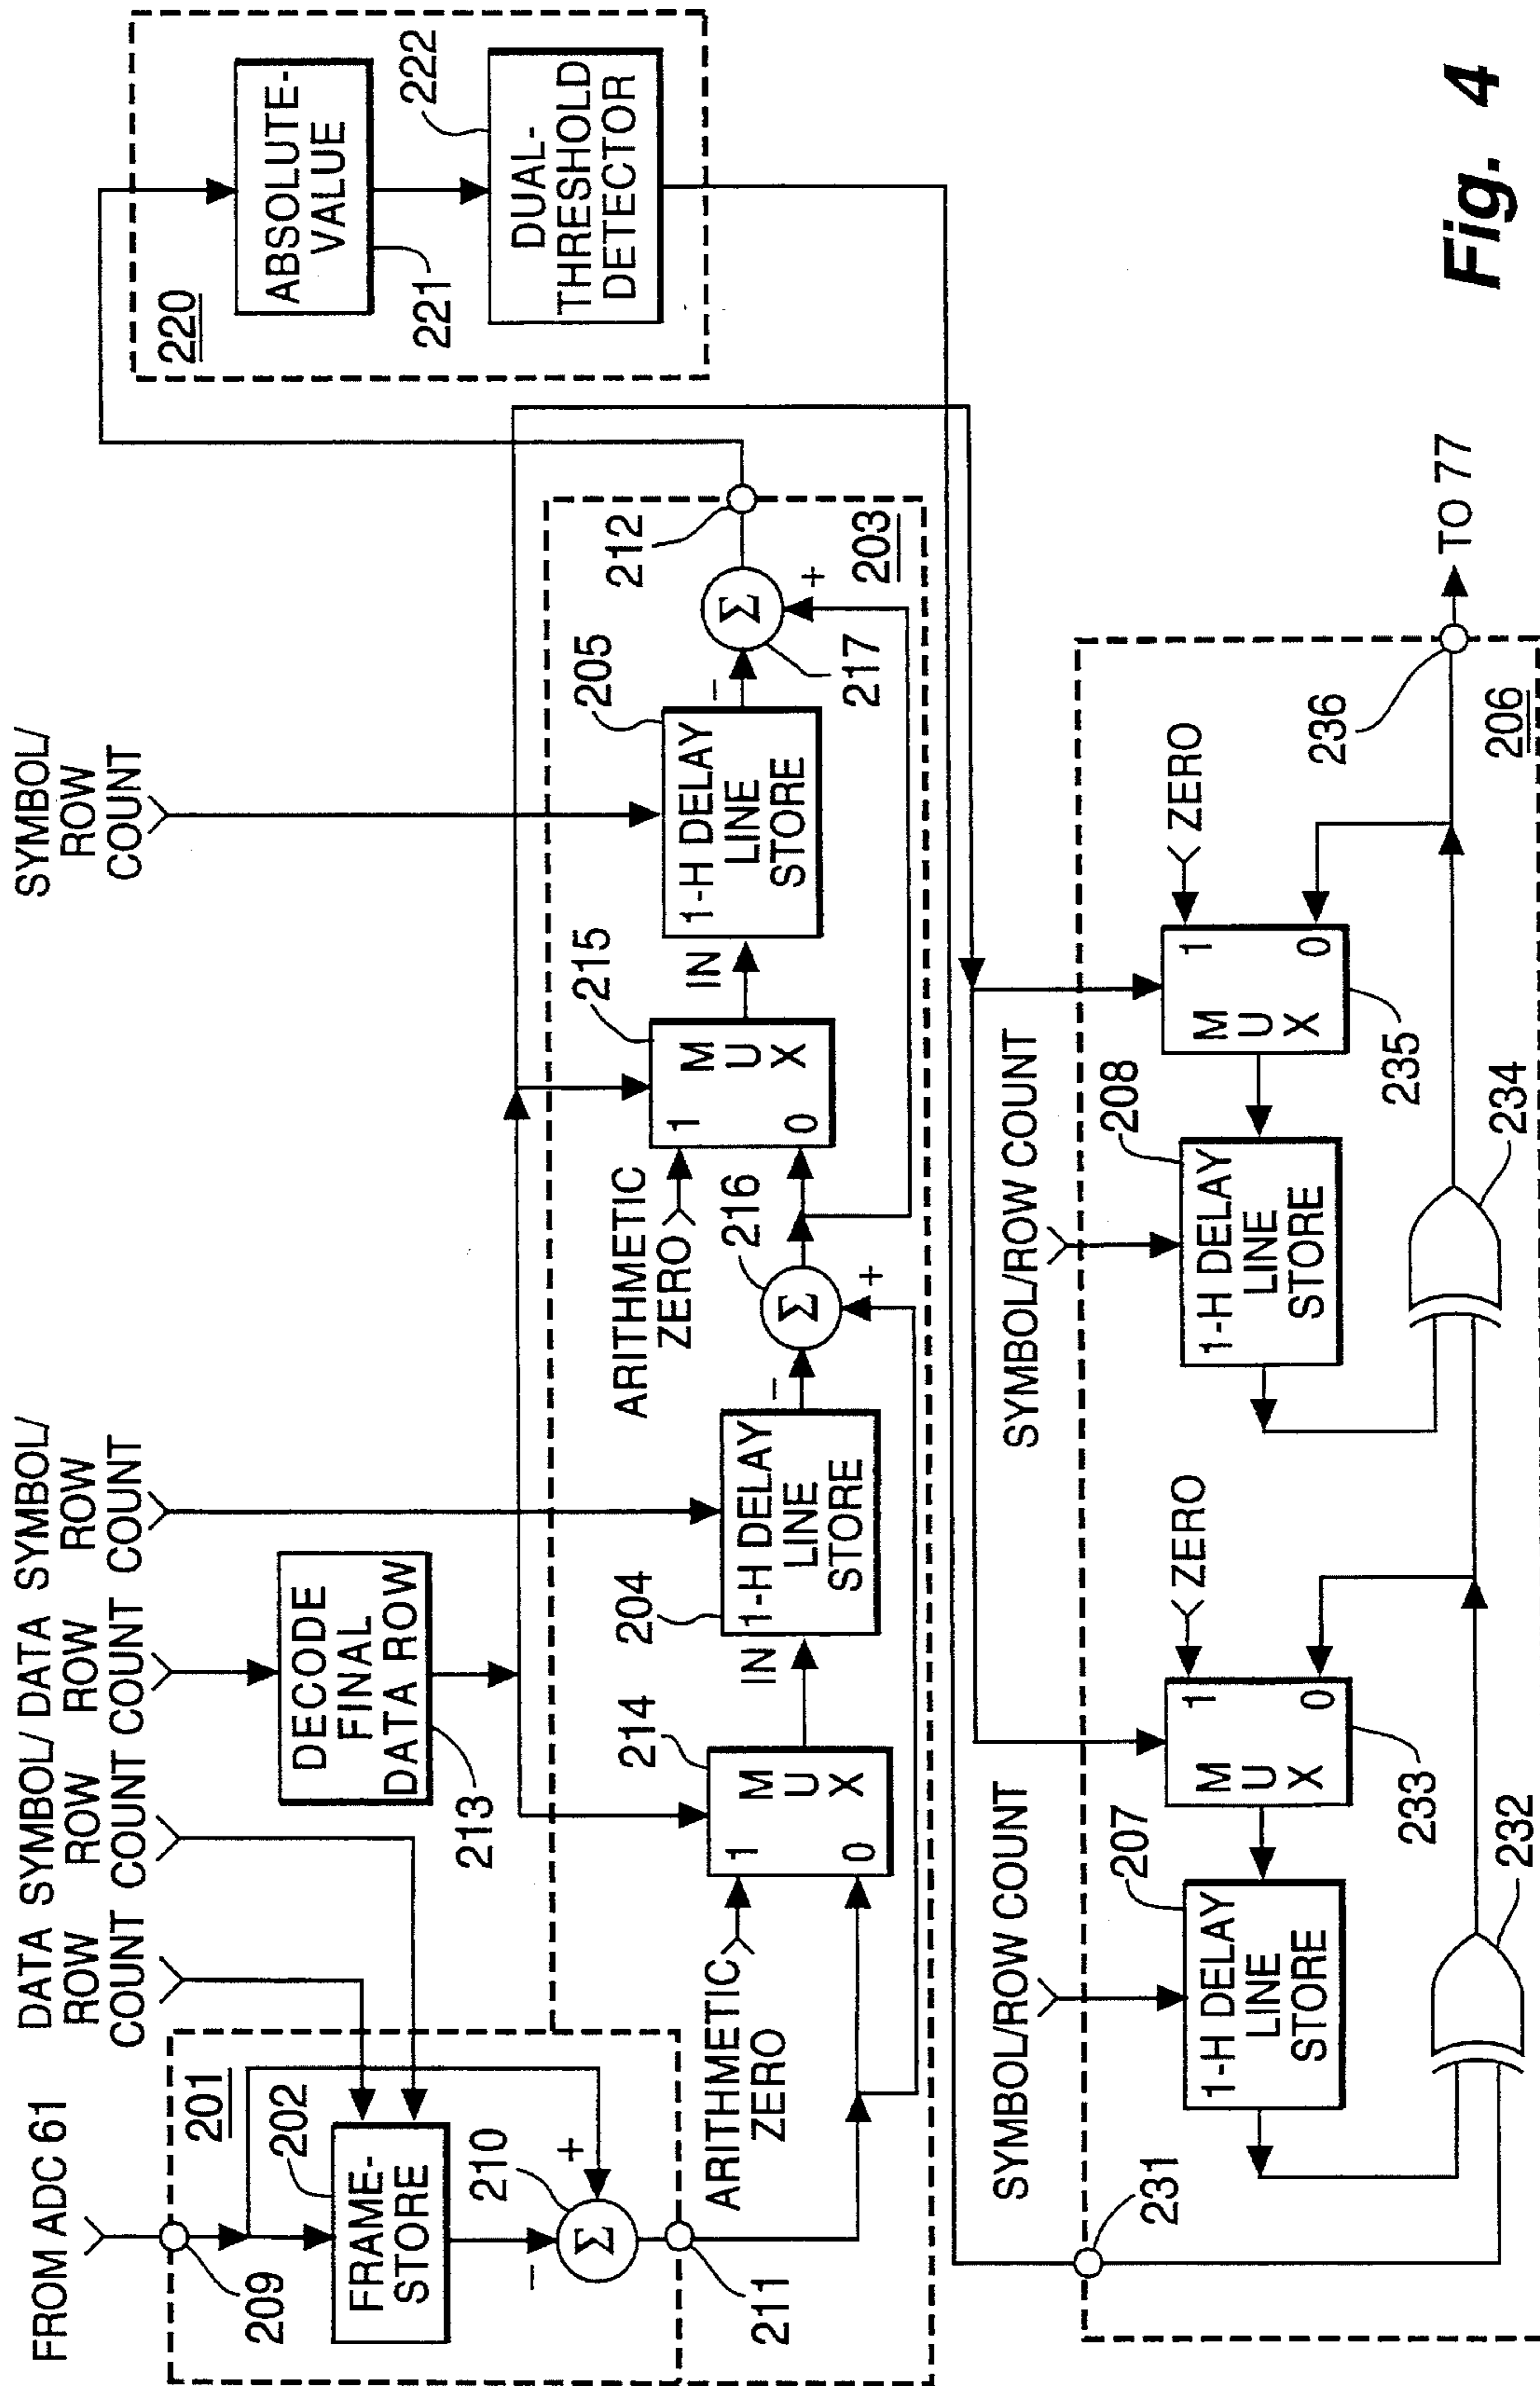 FROM ADC 61
DATA SYMBOL/ DATA SYMBOL/
ROW ROW ROW ROW
COUNT COUNT COUNT COUNT
SYMBOL/
ROW
COUNT
209
201
202
FRAME-
STORE
210
+
−
Σ
211
DECODE
FINAL
DATA ROW
213
ARITHMETIC
ZERO
214
1
0
M
U
X
IN
204
1-H DELAY
LINE
STORE
−
Σ
+
216
ARITHMETIC
ZERO
215
1
0
M
U
X
IN
205
1-H DELAY
LINE
STORE
−
Σ
+
217
212
203
220
ABSOLUTE-
VALUE
221
222
DUAL-
THRESHOLD
DETECTOR
231
SYMBOL/ROW COUNT
207
1-H DELAY
LINE
STORE
232
M
U
X
1
0
ZERO
233
SYMBOL/ROW COUNT
208
1-H DELAY
LINE
STORE
234
M
U
X
1
0
ZERO
235
236
206
TO 77
Fig. 4